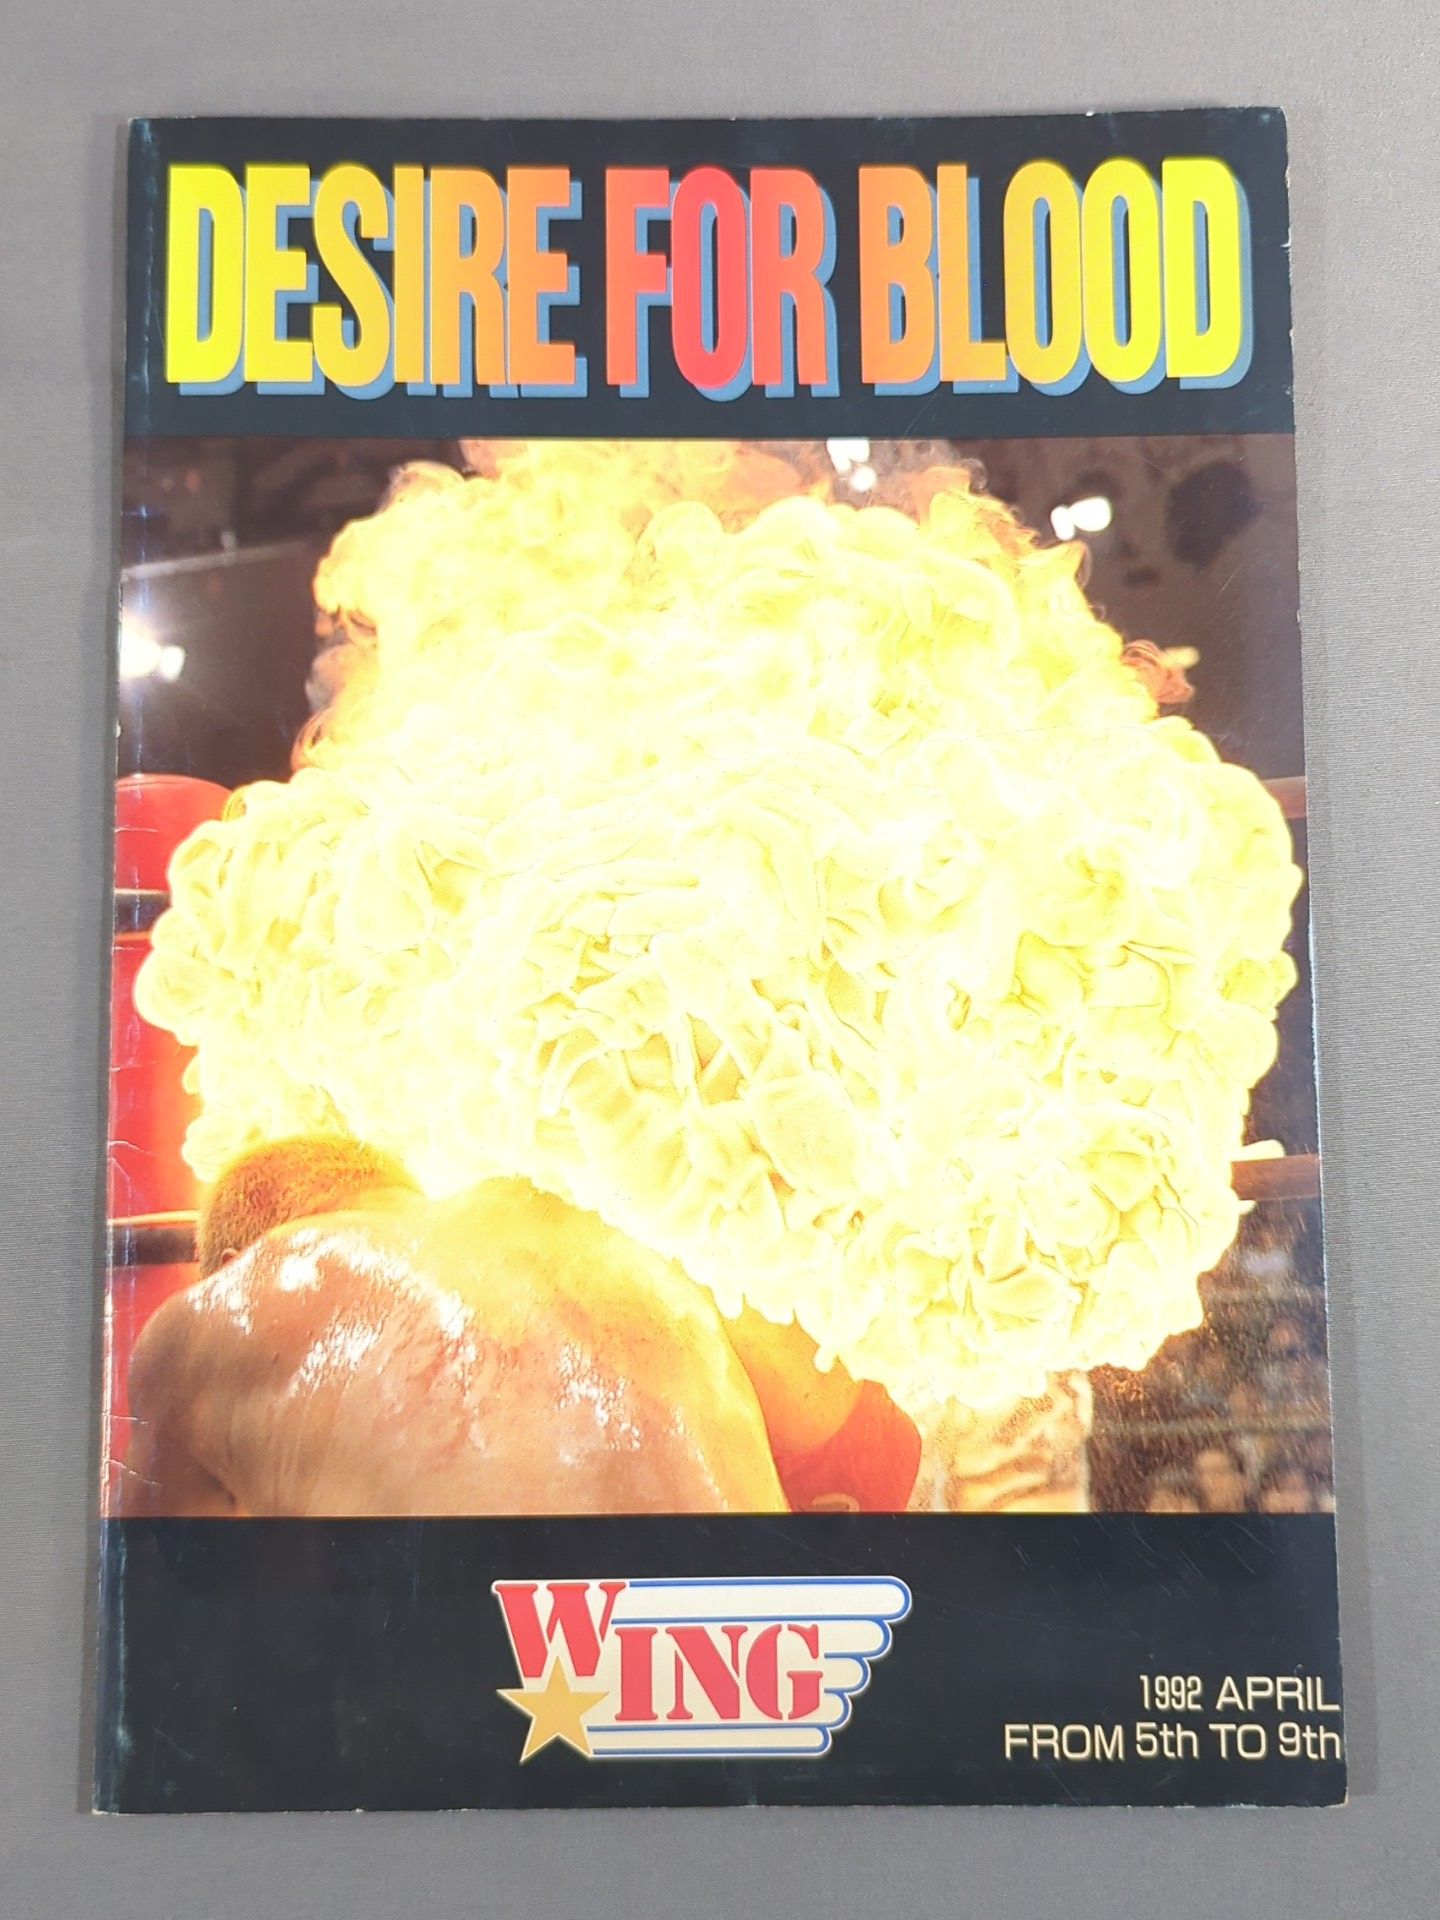 DESIRE FOR BLOOD
WING
1992 APRIL
FROM 5th TO 9th